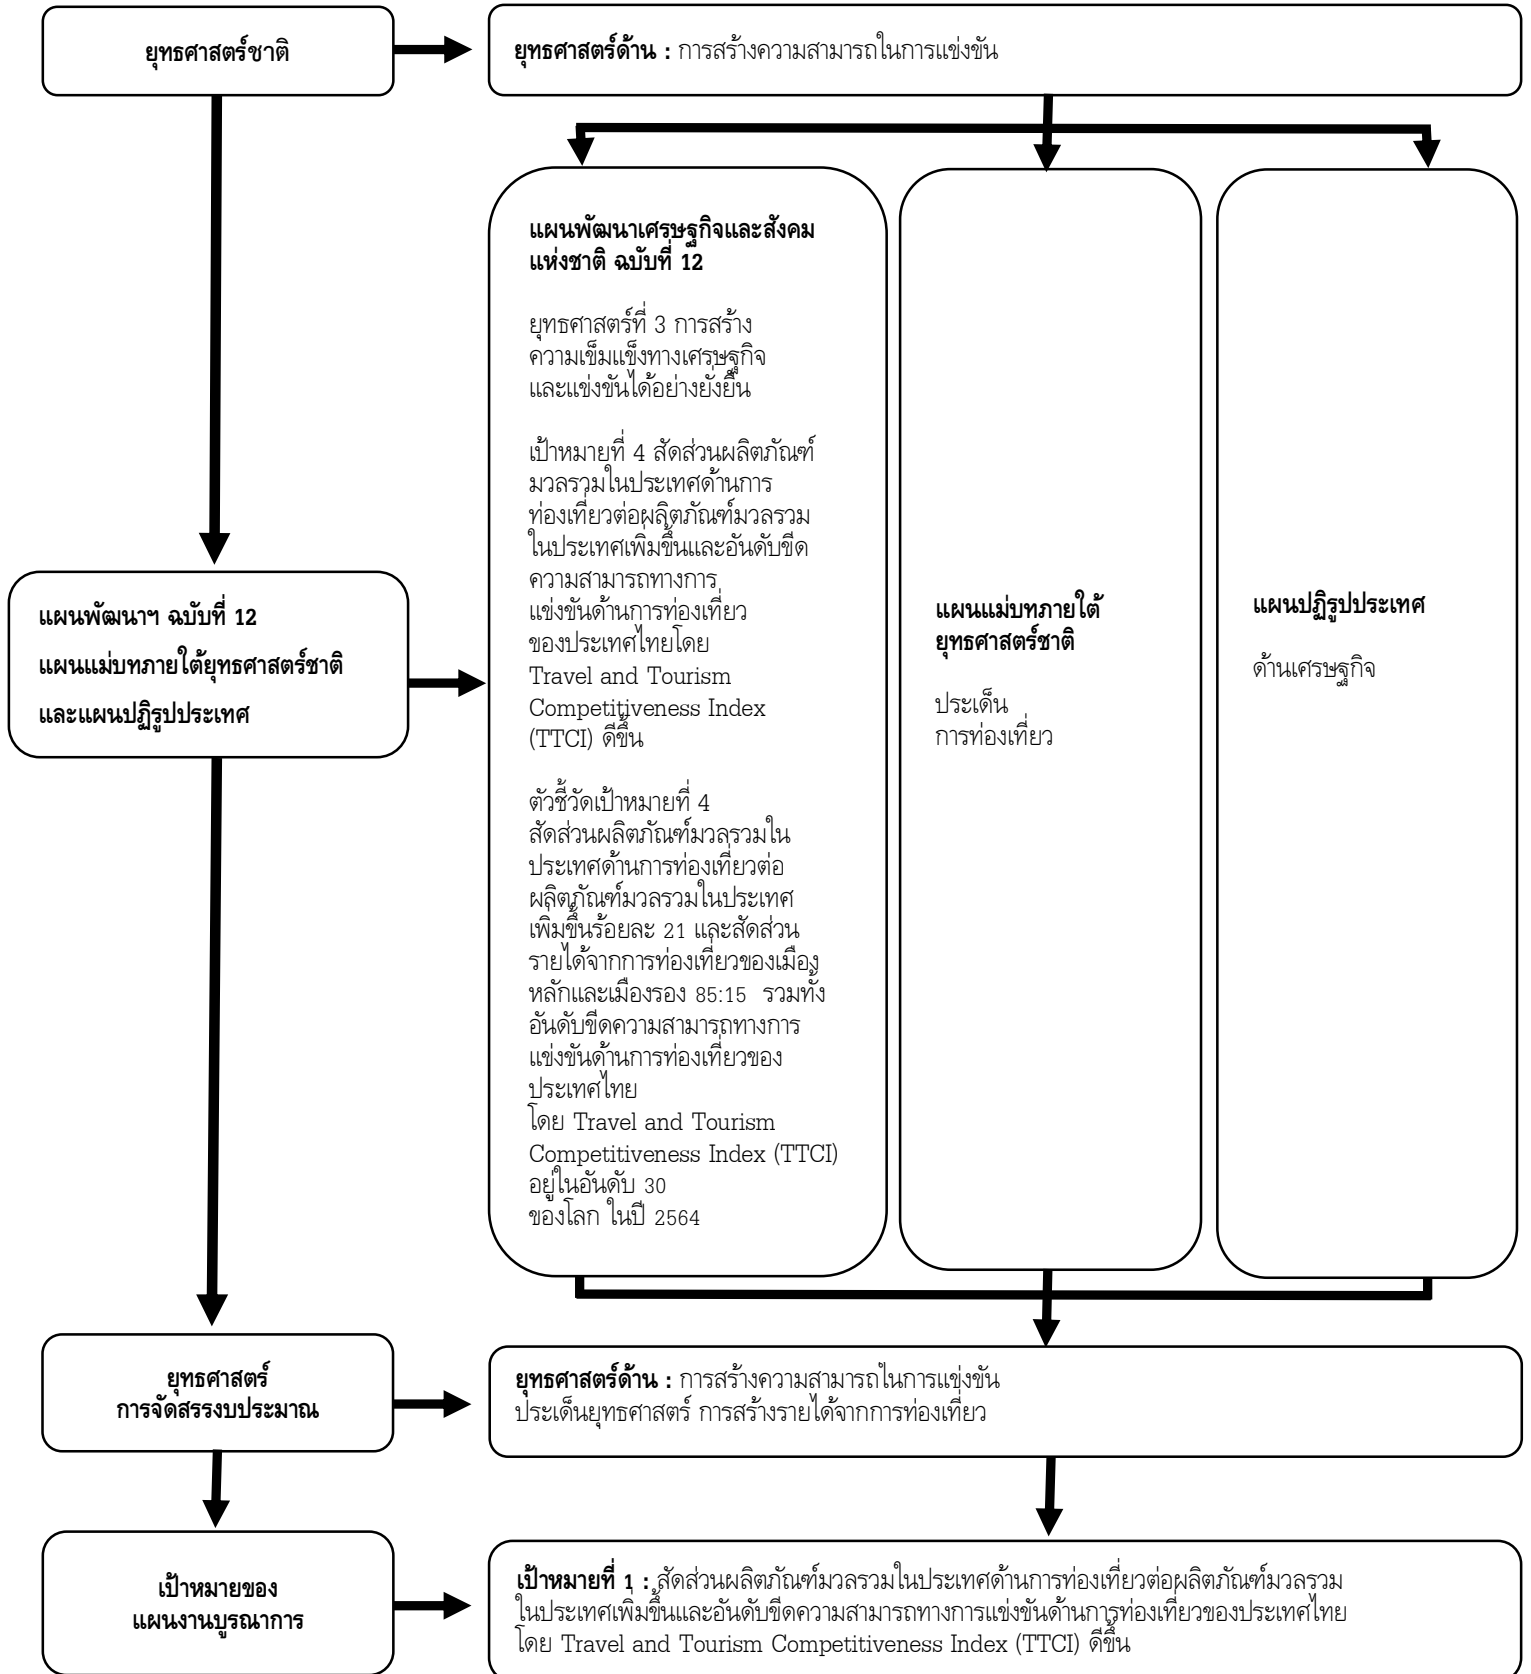 ยุทธศาสตร์ชาติ
ยุทธศาสตร์ด้าน : การสร้างความสามารถในการแข่งขัน
แผนพัฒนาฯ ฉบับที่ 12
แผนแม่บทภายใต้ยุทธศาสตร์ชาติ
และแผนปฏิรูปประเทศ
แผนพัฒนาเศรษฐกิจและสังคม
แห่งชาติ ฉบับที่ 12
ยุทธศาสตร์ที่ 3 การสร้าง
ความเข็มแข็งทางเศรษฐกิจ
และแข่งขันได้อย่างยั่งยืน
เป้าหมายที่ 4 สัดส่วนผลิตภัณฑ์
มวลรวมในประเทศด้านการ
ท่องเที่ยวต่อผลิตภัณฑ์มวลรวม
ในประเทศเพิ่มขึ้นและอันดับขีด
ความสามารถทางการ
แข่งขันด้านการท่องเที่ยว
ของประเทศไทยโดย
Travel and Tourism
Competitiveness Index
(TTCI) ดีขึ้น
ตัวชี้วัดเป้าหมายที่ 4
สัดส่วนผลิตภัณฑ์มวลรวมใน
ประเทศด้านการท่องเที่ยวต่อ
ผลิตภัณฑ์มวลรวมในประเทศ
เพิ่มขึ้นร้อยละ 21 และสัดส่วน
รายได้จากการท่องเที่ยวของเมือง
หลักและเมืองรอง 85:15 รวมทั้ง
อันดับขีดความสามารถทางการ
แข่งขันด้านการท่องเที่ยวของ
ประเทศไทย
โดย Travel and Tourism
Competitiveness Index (TTCI)
อยู่ในอันดับ 30
ของโลก ในปี 2564
แผนแม่บทภายใต้
ยุทธศาสตร์ชาติ
ประเด็น
การท่องเที่ยว
แผนปฏิรูปประเทศ
ด้านเศรษฐกิจ
ยุทธศาสตร์
การจัดสรรงบประมาณ
ยุทธศาสตร์ด้าน : การสร้างความสามารถในการแข่งขัน
ประเด็นยุทธศาสตร์ การสร้างรายได้จากการท่องเที่ยว
เป้าหมายของ
แผนงานบูรณาการ
เป้าหมายที่ 1 : สัดส่วนผลิตภัณฑ์มวลรวมในประเทศด้านการท่องเที่ยวต่อผลิตภัณฑ์มวลรวม
ในประเทศเพิ่มขึ้นและอันดับขีดความสามารถทางการแข่งขันด้านการท่องเที่ยวของประเทศไทย
โดย Travel and Tourism Competitiveness Index (TTCI) ดีขึ้น